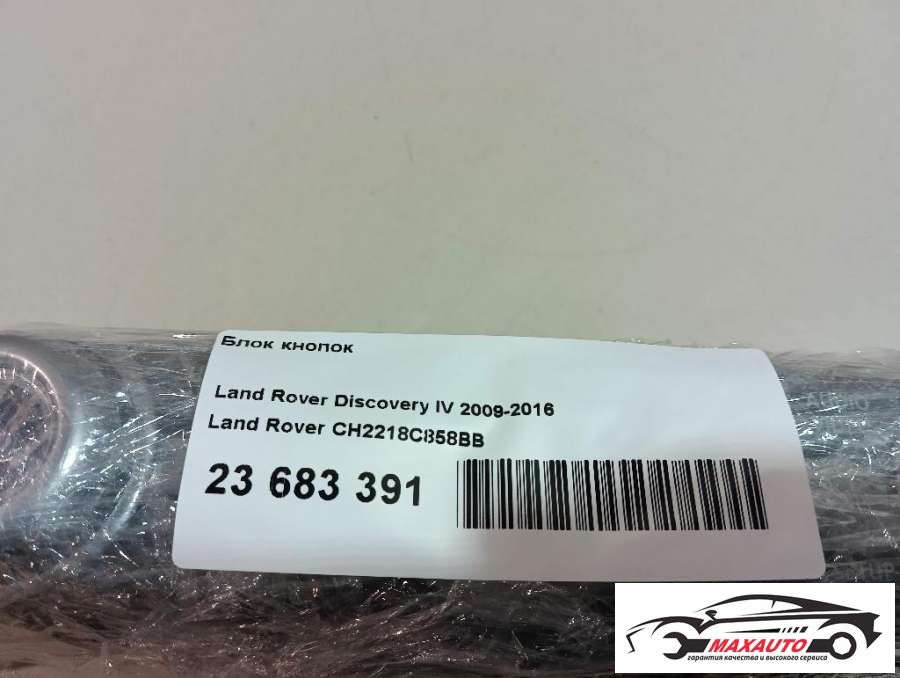 Блок кнопок
Land Rover Discovery IV 2009-2016
Land Rover CH2218C858BB
23 683 391
MAXAUTO
гарантия качества и высокого сервиса